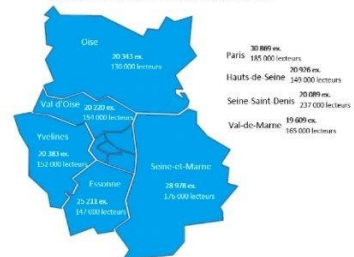 Oise
20 343 ex.
130 000 lecteurs
Val d'Oise
20 220 ex.
154 000 lecteurs
Yvelines
20 383 ex.
152 000 lecteurs
Essonne
25 211 ex.
147 000 lecteurs
Seine-et-Marne
28 978 ex.
176 000 lecteurs
Paris 30 869 ex.
185 000 lecteurs
Hauts-de-Seine 20 926 ex.
149 000 lecteurs
Seine-Saint-Denis 20 089 ex.
237 000 lecteurs
Val-de-Marne 19 609 ex.
165 000 lecteurs